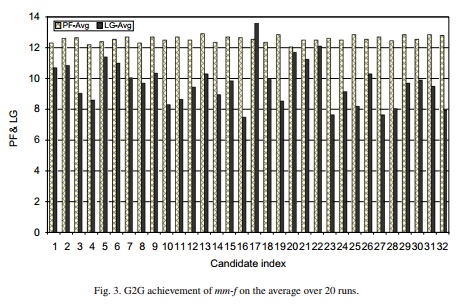 PF-Avg LG-Avg
14
12
10
8
6
4
2
0
PF& LG
1 2 3 4 5 6 7 8 9 10 11 12 13 14 15 16 17 18 19 20 21 22 23 24 25 26 27 28 29 30 31 32
Candidate index
Fig. 3. G2G achievement of mm-f on the average over 20 runs.